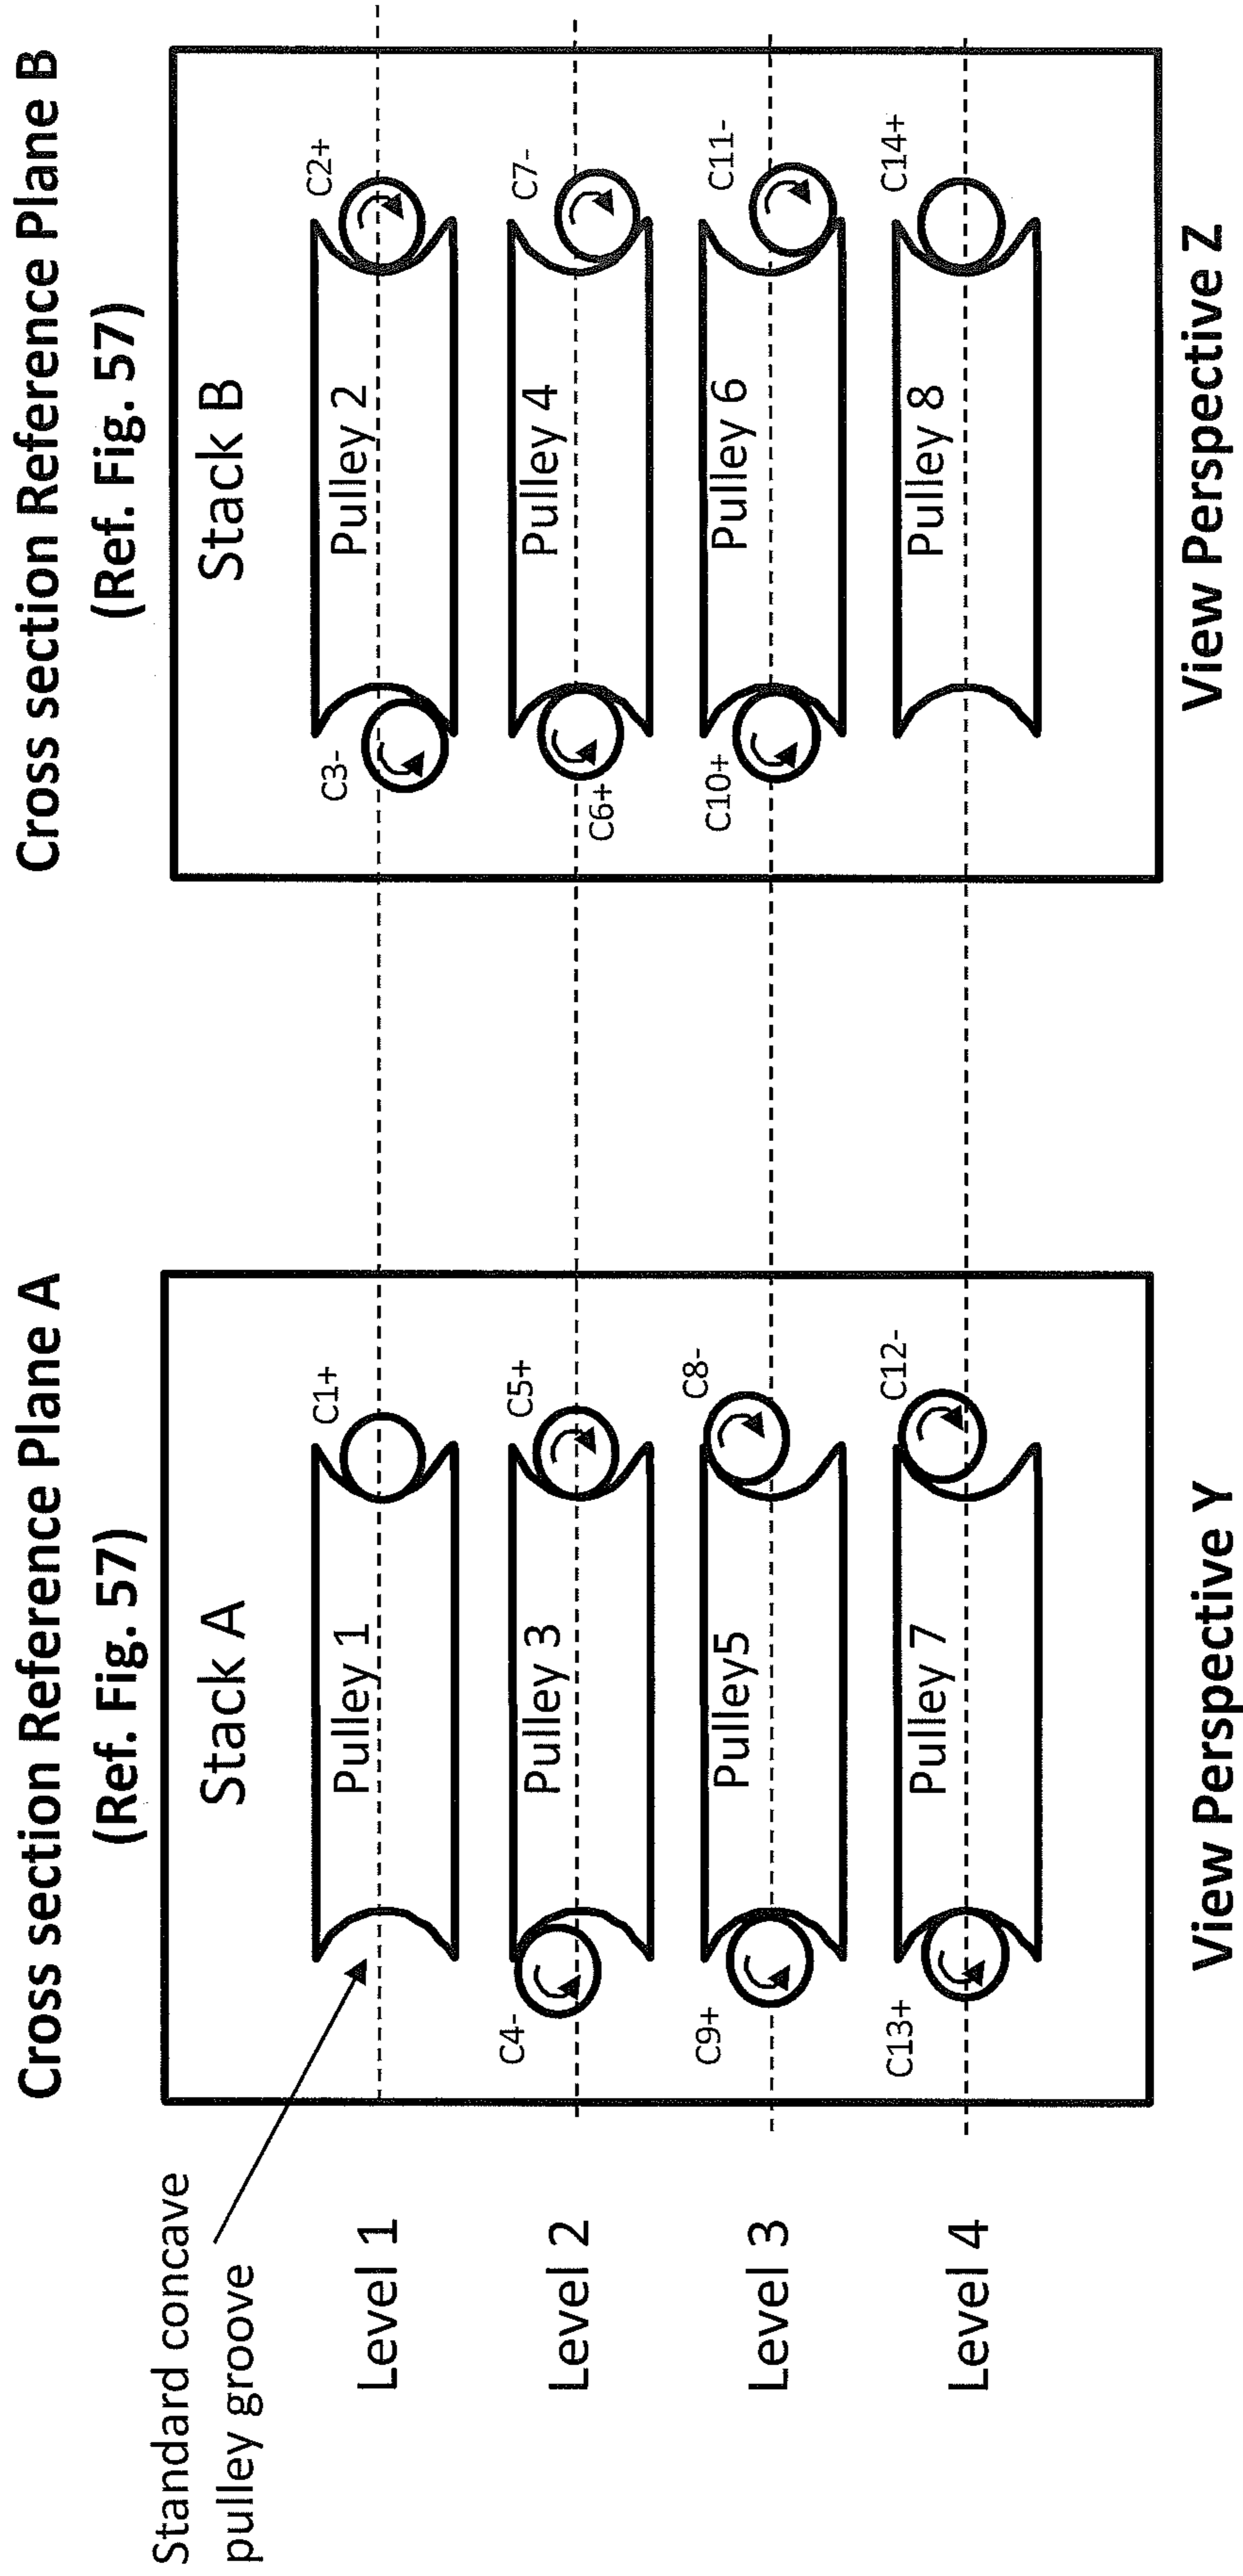 Cross section Reference Plane A
(Ref. Fig. 57)
Stack A
Standard concave
pulley groove
Level 1
Pulley 1
C1+
Level 2
C4-
Pulley 3
C5+
Level 3
C9+
Pulley5
C8-
Level 4
C13+
Pulley 7
C12-
View Perspective Y
Cross section Reference Plane B
(Ref. Fig. 57)
Stack B
C3-
Pulley 2
C2+
C6+
Pulley 4
C7-
C10+
Pulley 6
C11-
Pulley 8
C14+
View Perspective Z